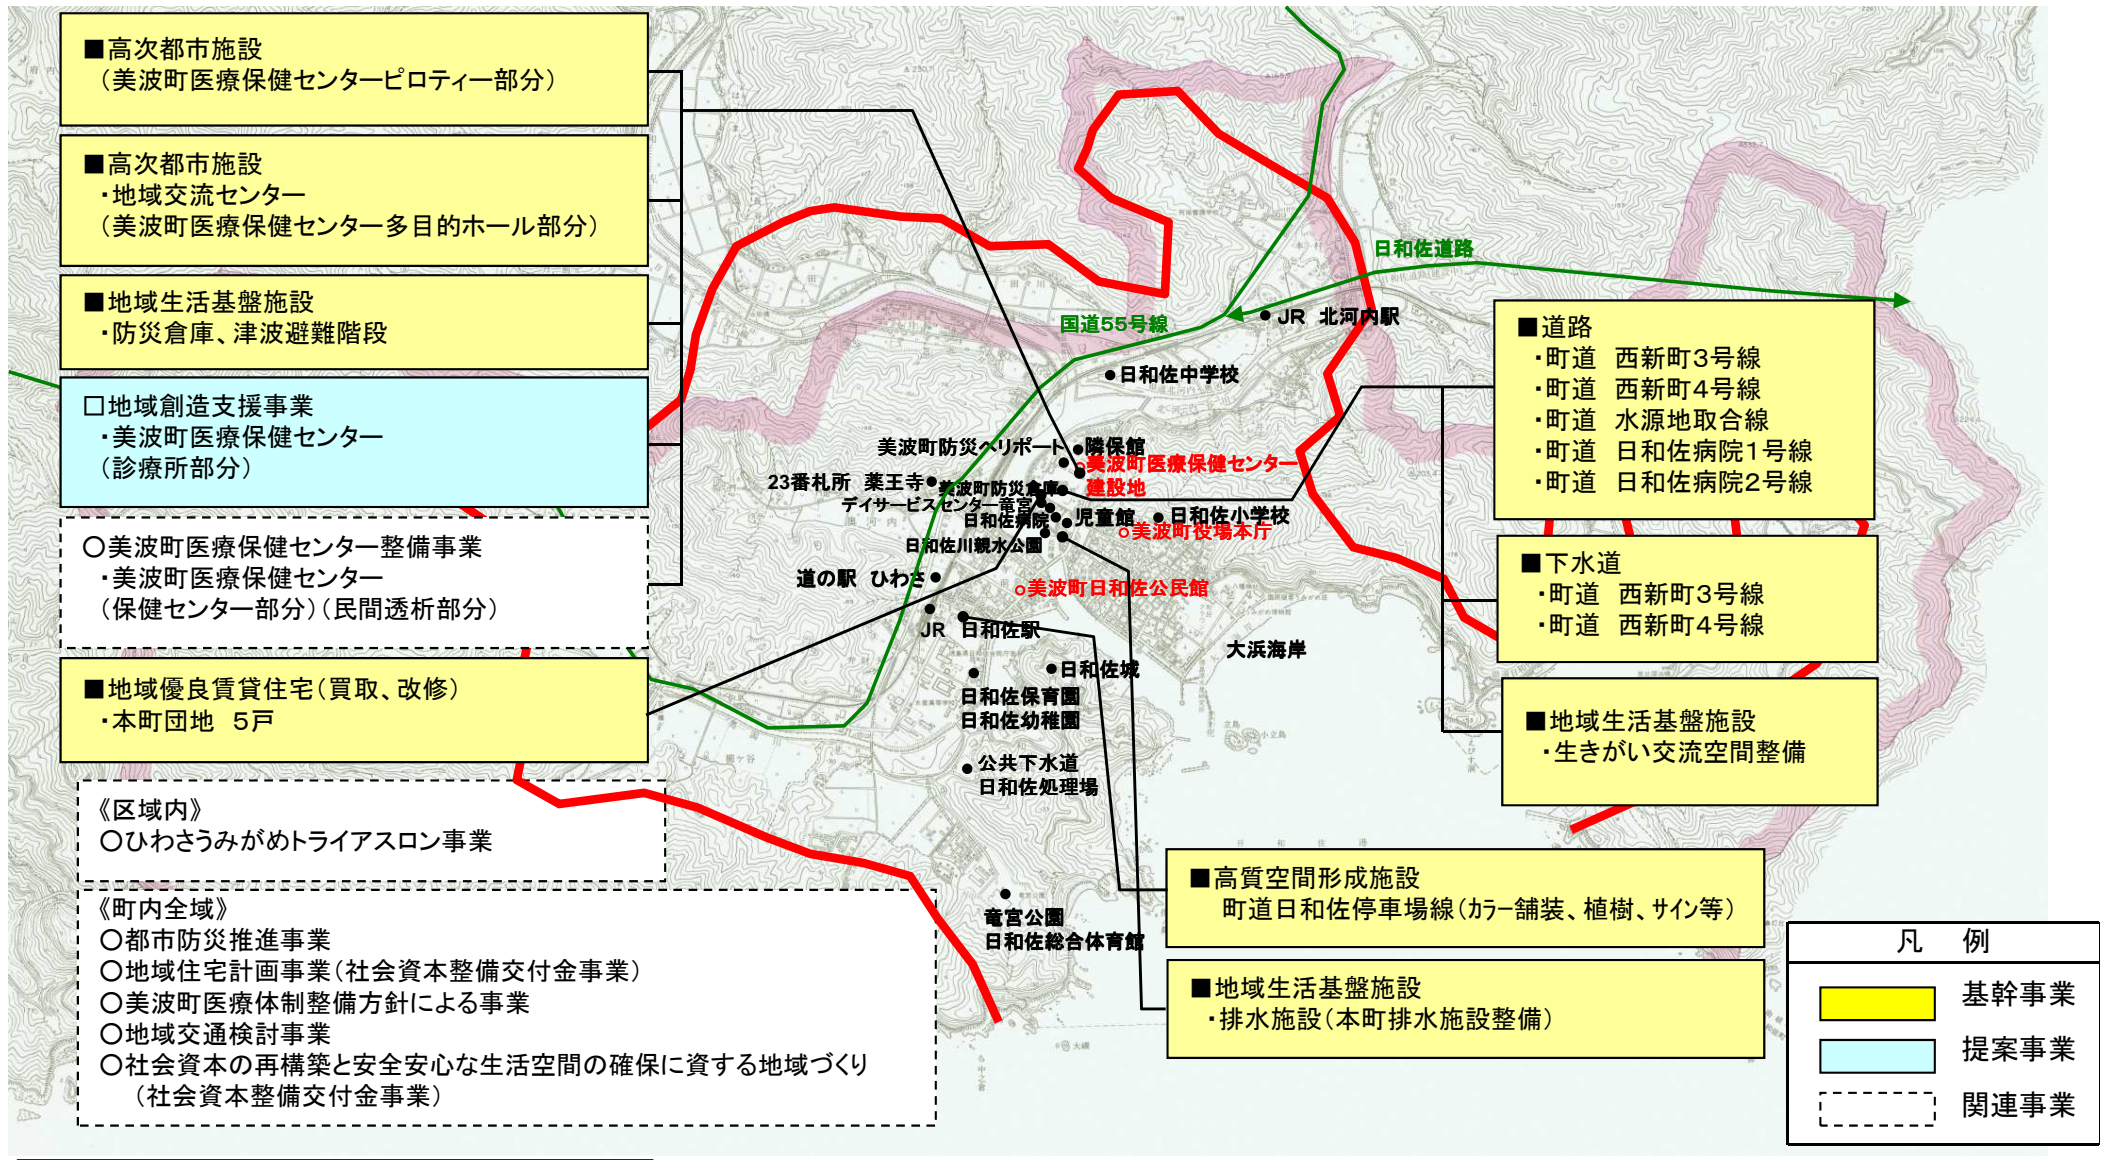 ■高次都市施設
（美波町医療保健センターピロティー部分）
■高次都市施設
・地域交流センター
（美波町医療保健センター多目的ホール部分）
■地域生活基盤施設
・防災倉庫、津波避難階段
□地域創造支援事業
・美波町医療保健センター
（診療所部分）
○美波町医療保健センター整備事業
・美波町医療保健センター
（保健センター部分）（民間透析部分）
■地域優良賃貸住宅（買取、改修）
・本町団地　5戸
《区域内》
○ひわさうみがめトライアスロン事業
《町内全域》
○都市防災推進事業
○地域住宅計画事業（社会資本整備交付金事業）
○美波町医療体制整備方針による事業
○地域交通検討事業
○社会資本の再構築と安全安心な生活空間の確保に資する地域づくり
（社会資本整備交付金事業）
日和佐道路
国道55号線
●JR　北河内駅
●日和佐中学校
美波町防災ヘリポート
●隣保館
○美波町医療保健センター
建設地
23番札所　薬王寺●
美波町防災倉庫
デイサービスセンター竜宮
日和佐病院
●児童館
●日和佐小学校
○美波町役場本庁
日和佐川親水公園
道の駅　ひわさ●
○美波町日和佐公民館
JR　日和佐駅
大浜海岸
●日和佐城
日和佐保育園
日和佐幼稚園
●公共下水道
日和佐処理場
竜宮公園
日和佐総合体育館
■道路
・町道　西新町3号線
・町道　西新町4号線
・町道　水源地取合線
・町道　日和佐病院1号線
・町道　日和佐病院2号線
■下水道
・町道　西新町3号線
・町道　西新町4号線
■地域生活基盤施設
・生きがい交流空間整備
■高質空間形成施設
町道日和佐停車場線（カラー舗装、植樹、サイン等）
■地域生活基盤施設
・排水施設（本町排水施設整備）
凡　例
基幹事業
提案事業
関連事業